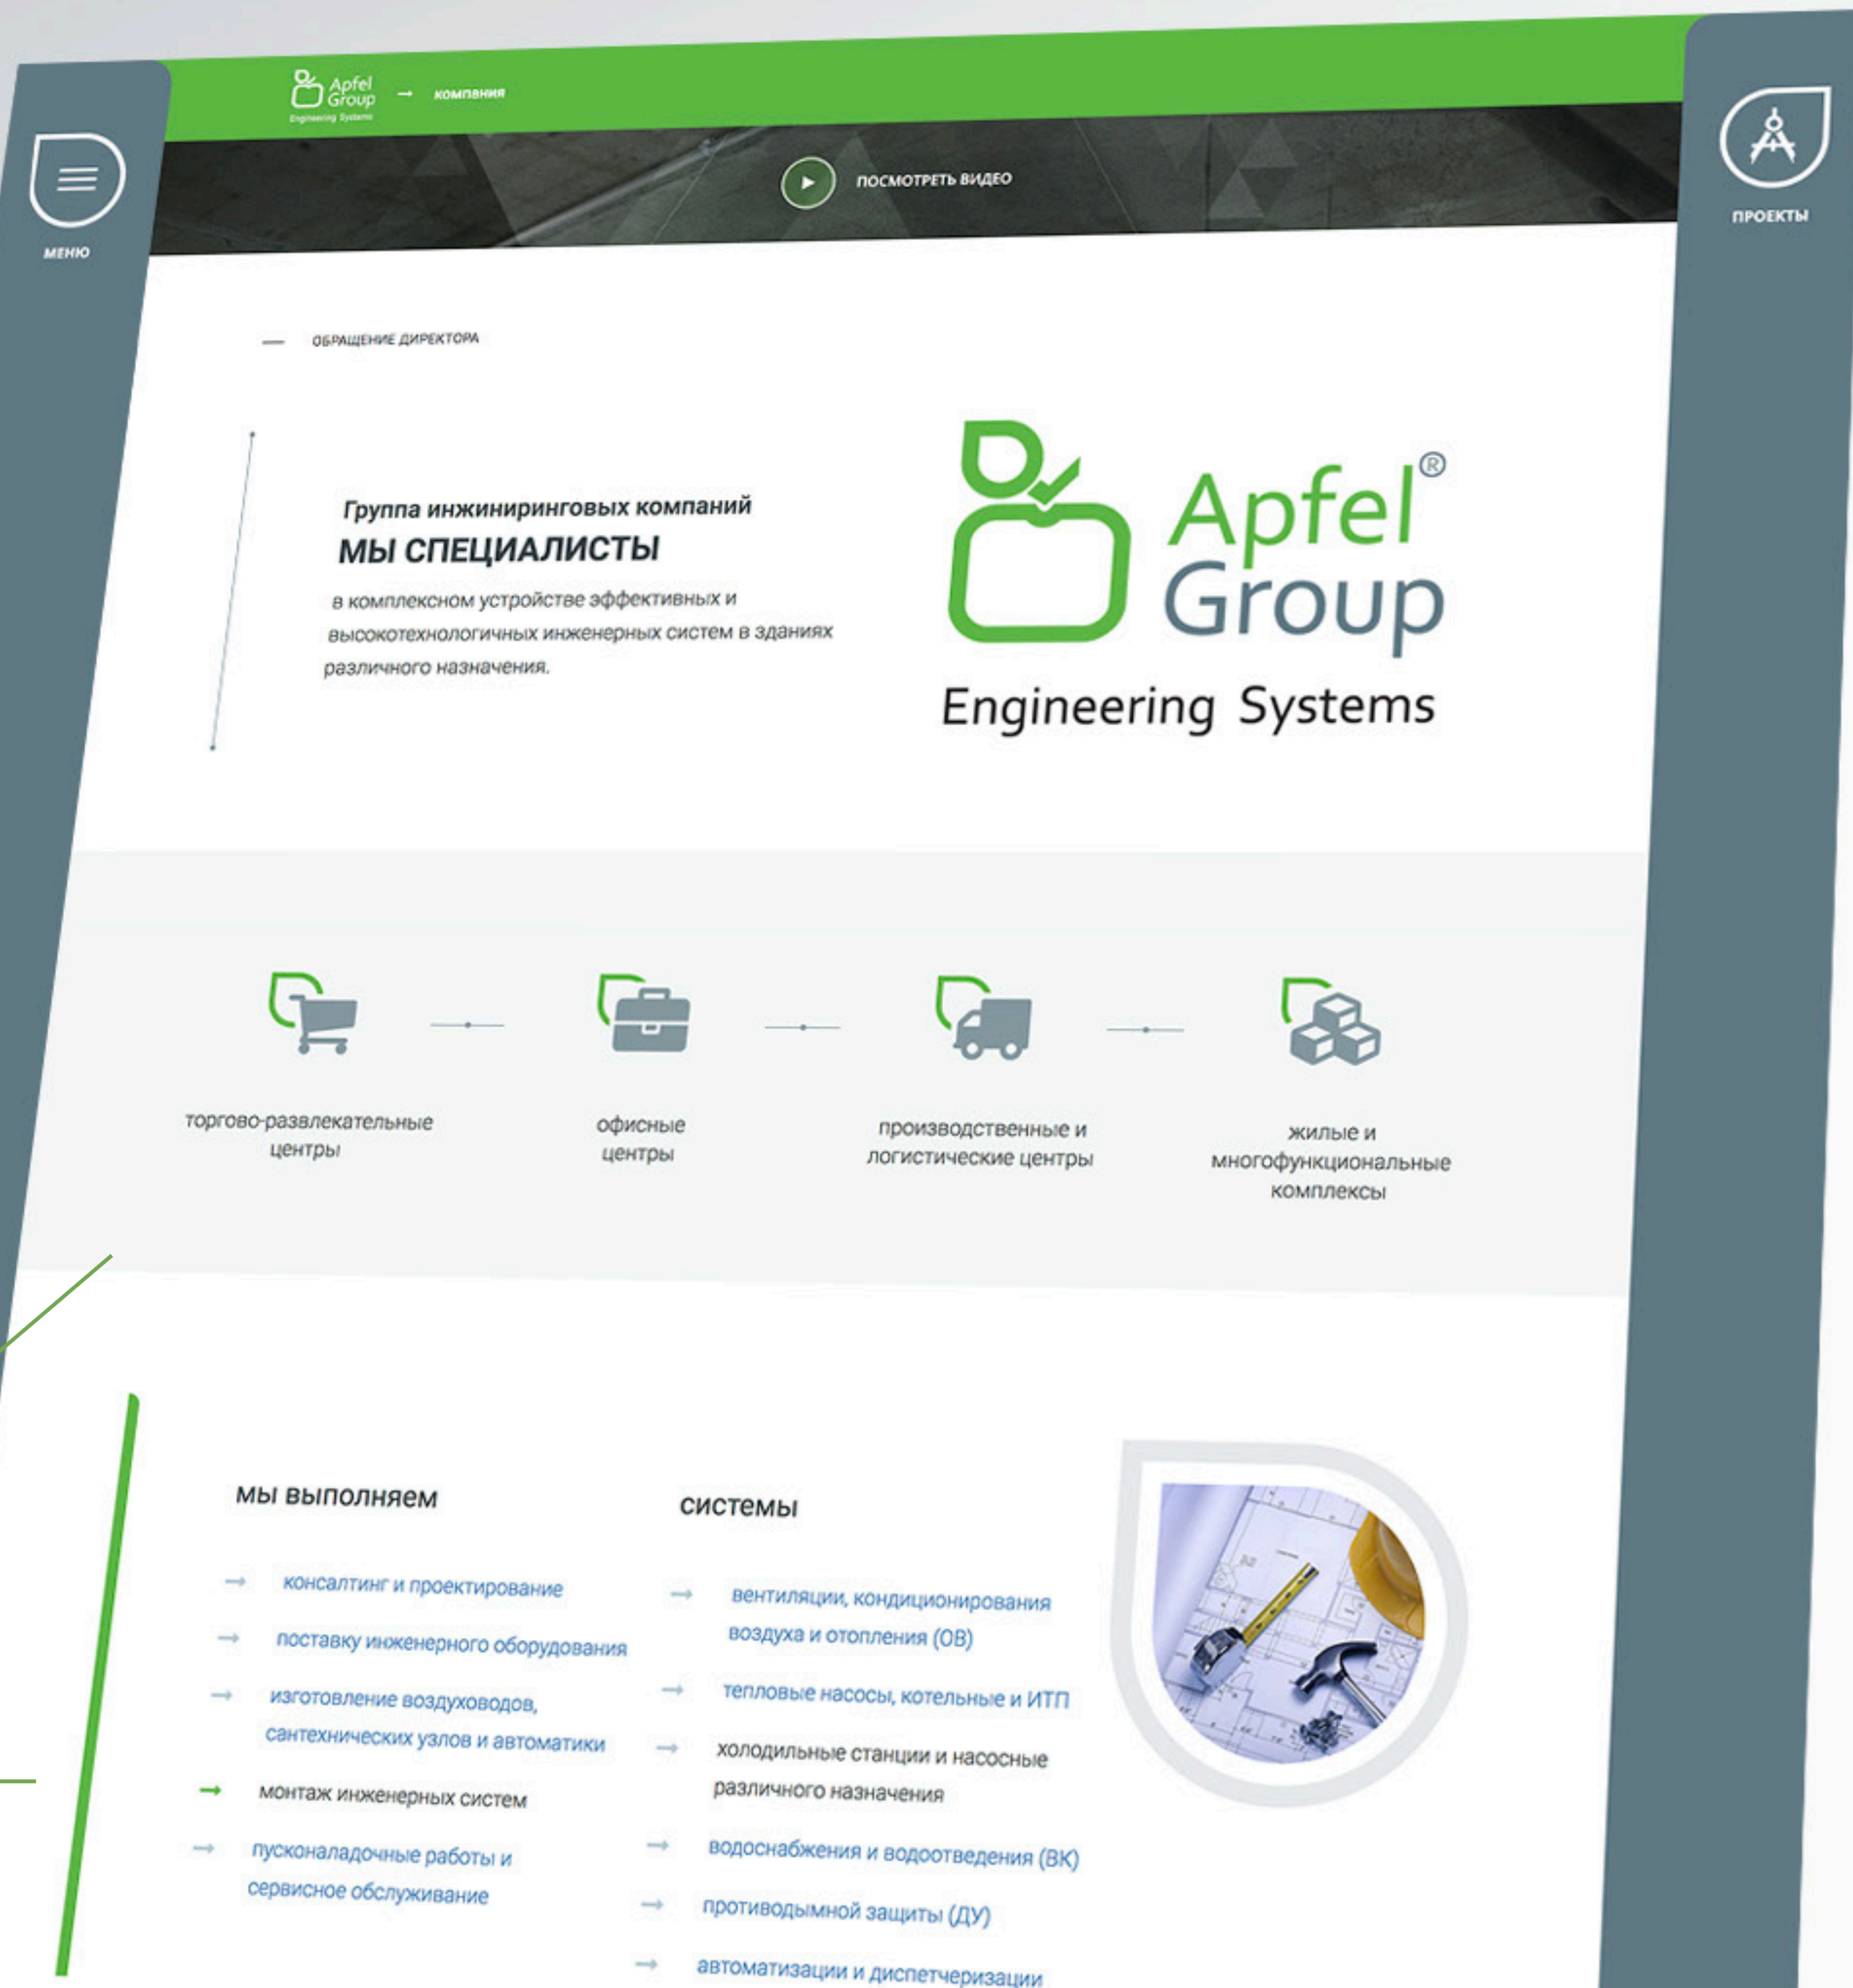 Apfel
Group
Engineering Systems
→ компания
МЕНЮ
ПОСМОТРЕТЬ ВИДЕО
ПРОЕКТЫ
— ОБРАЩЕНИЕ ДИРЕКТОРА
Группа инжиниринговых компаний
МЫ СПЕЦИАЛИСТЫ
в комплексном устройстве эффективных и
высокотехнологичных инженерных систем в зданиях
различного назначения.
Apfel®
Group
Engineering Systems
торгово-развлекательные
центры
офисные
центры
производственные и
логистические центры
жилые и
многофункциональные
комплексы
мы выполняем
→ консалтинг и проектирование
→ поставку инженерного оборудования
→ изготовление воздуховодов,
сантехнических узлов и автоматики
→ монтаж инженерных систем
→ пусконаладочные работы и
сервисное обслуживание
системы
→ вентиляции, кондиционирования
воздуха и отопления (ОВ)
→ тепловые насосы, котельные и ИТП
→ холодильные станции и насосные
различного назначения
→ водоснабжения и водоотведения (ВК)
→ противодымной защиты (ДУ)
→ автоматизации и диспетчеризации